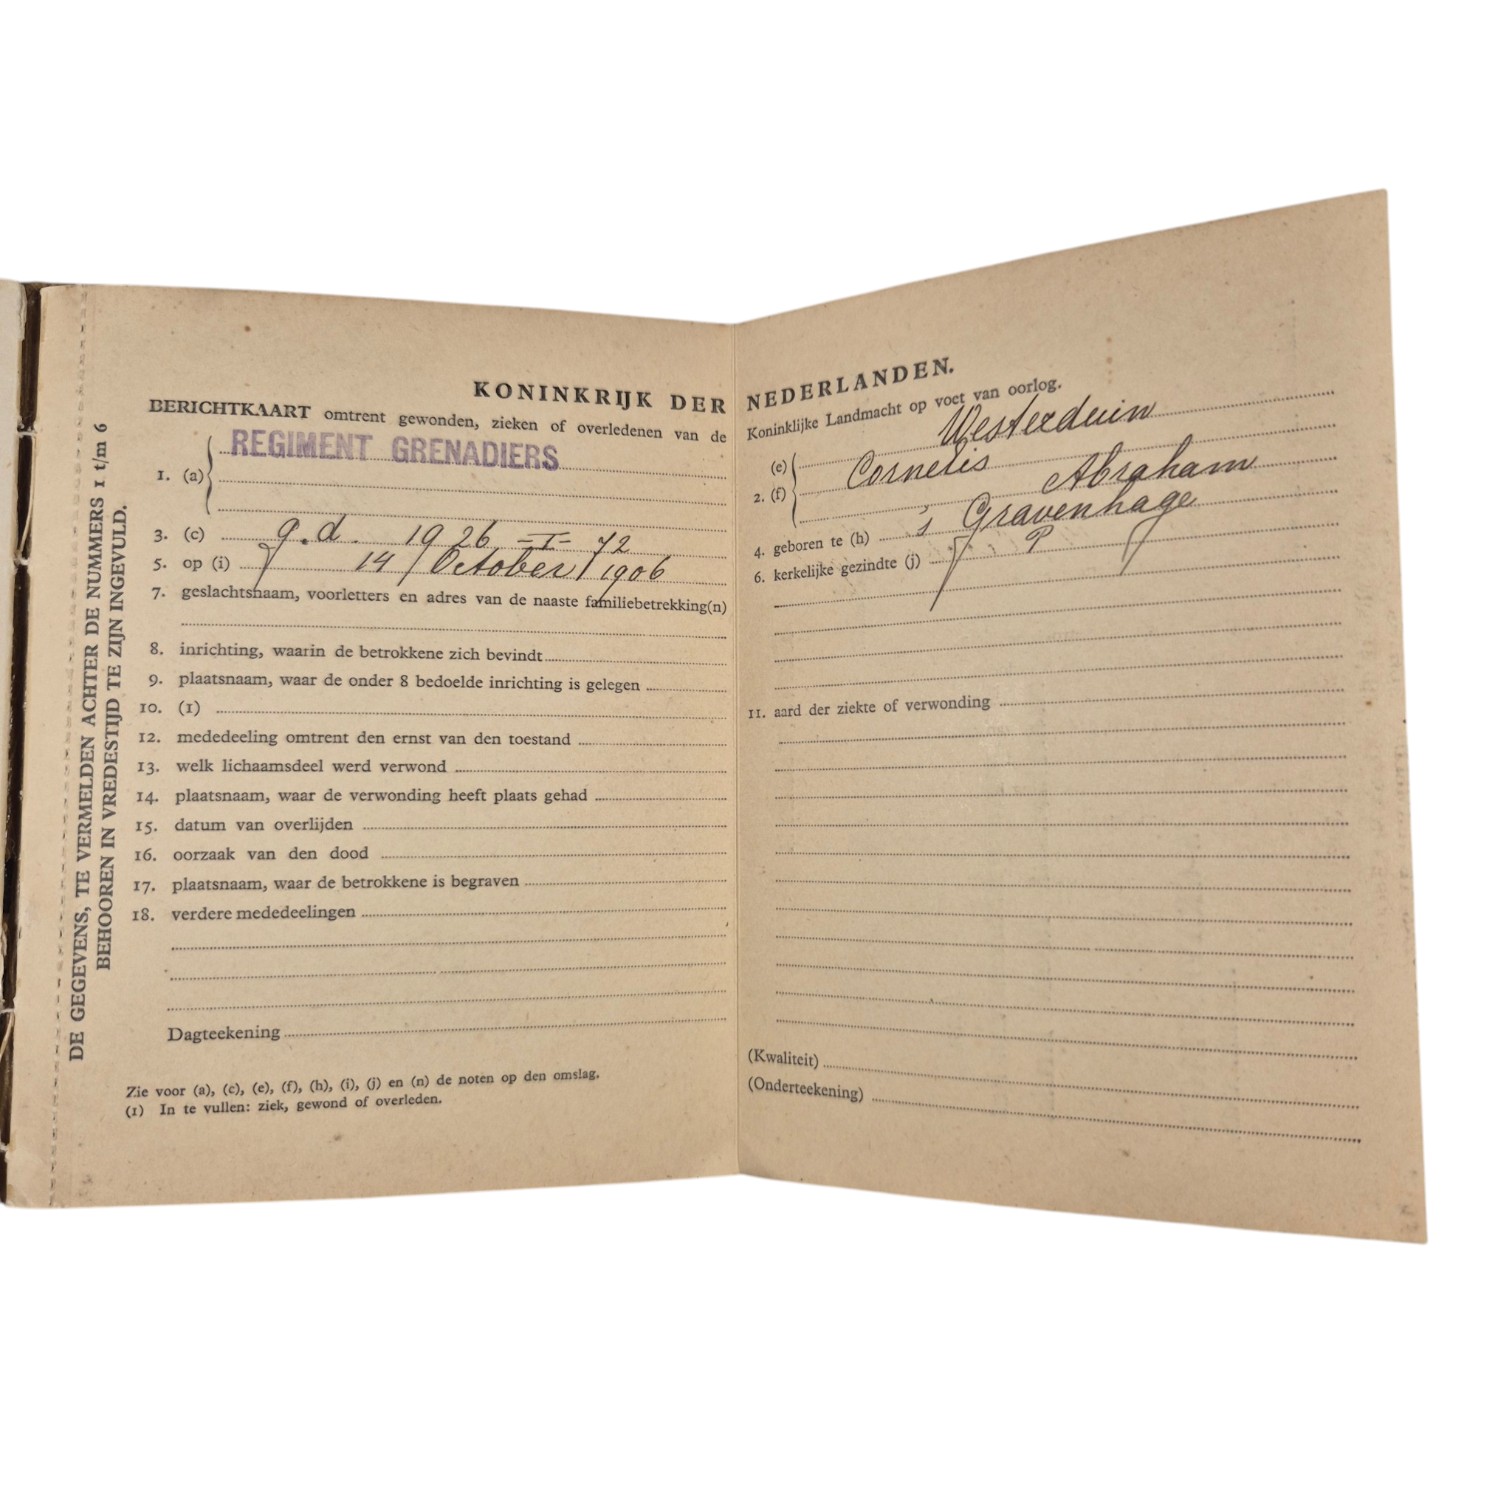 DE GEGEVENS, TE VERMELDEN ACHTER DE NUMMERS 1 t/m 6
BEHOOREN IN VREDESTIJD TE ZIJN INGEVULD.
KONINKRIJK DER
BERICHTKAART omtrent gewonden, zieken of overledenen van de
REGIMENT GRENADIERS
1. (a)
3. (c) g.d. 1926 -I- 72
5. op (i) 14 October 1906
7. geslachtsnaam, voorletters en adres van de naaste familiebetrekking(n)
8. inrichting, waarin de betrokkene zich bevindt
9. plaatsnaam, waar de onder 8 bedoelde inrichting is gelegen
10. (1)
12. mededeeling omtrent den ernst van den toestand
13. welk lichaamsdeel werd verwond
14. plaatsnaam, waar de verwonding heeft plaats gehad
15. datum van overlijden
16. oorzaak van den dood
17. plaatsnaam, waar de betrokkene is begraven
18. verdere mededeelingen
Dagteekening
Zie voor (a), (c), (e), (f), (h), (i), (j) en (n) de noten op den omslag.
(1) In te vullen: ziek, gewond of overleden.
NEDERLANDEN.
Koninklijke Landmacht op voet van oorlog.
(e) Westerduin
2. (f) Cornelis Abraham
4. geboren te (h) 's Gravenhage
6. kerkelijke gezindte (j) P
11. aard der ziekte of verwonding
(Kwaliteit)
(Onderteekening)